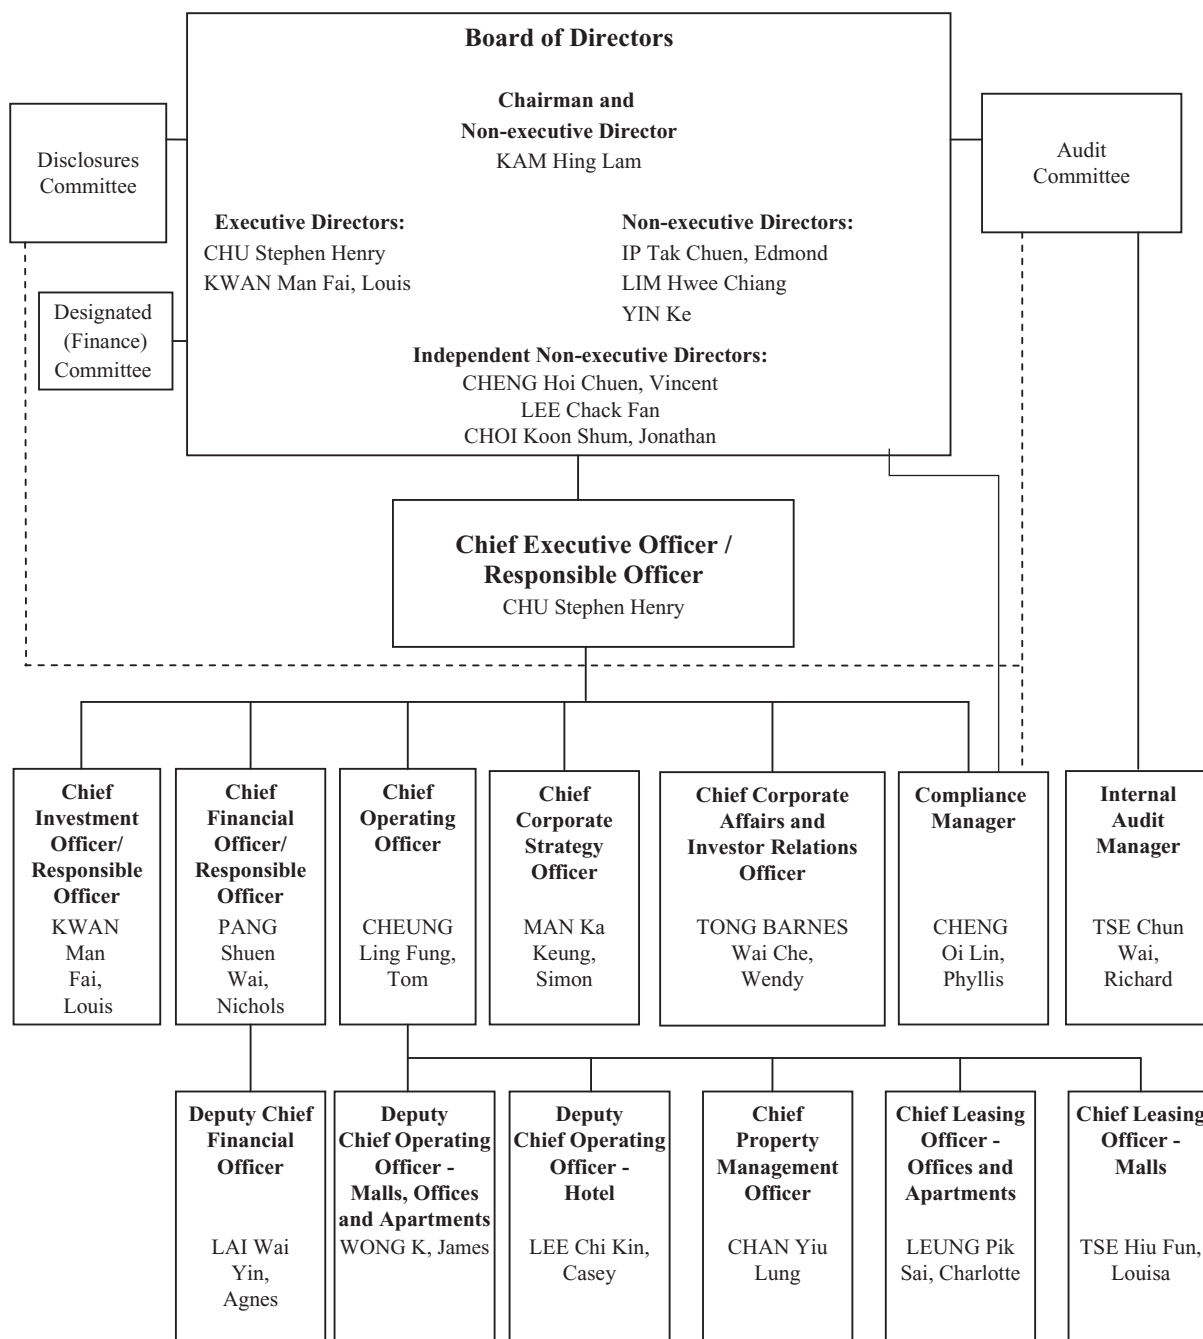 Board of Directors
Chairman and
Non-executive Director
KAM Hing Lam
Disclosures
Committee
Audit
Committee
Executive Directors:
CHU Stephen Henry
KWAN Man Fai, Louis
Non-executive Directors:
IP Tak Chuen, Edmond
LIM Hwee Chiang
YIN Ke
Designated
(Finance)
Committee
Independent Non-executive Directors:
CHENG Hoi Chuen, Vincent
LEE Chack Fan
CHOI Koon Shum, Jonathan
Chief Executive Officer /
Responsible Officer
CHU Stephen Henry
Chief
Investment
Officer/
Responsible
Officer
KWAN
Man
Fai,
Louis
Chief
Financial
Officer/
Responsible
Officer
PANG
Shuen
Wai,
Nichols
Chief
Operating
Officer
CHEUNG
Ling Fung,
Tom
Chief
Corporate
Strategy
Officer
MAN Ka
Keung,
Simon
Chief Corporate
Affairs and
Investor Relations
Officer
TONG BARNES
Wai Che,
Wendy
Compliance
Manager
CHENG
Oi Lin,
Phyllis
Internal
Audit
Manager
TSE Chun
Wai,
Richard
Deputy Chief
Financial
Officer
LAI Wai
Yin,
Agnes
Deputy
Chief Operating
Officer -
Malls, Offices
and Apartments
WONG K, James
Deputy
Chief Operating
Officer -
Hotel
LEE Chi Kin,
Casey
Chief
Property
Management
Officer
CHAN Yiu
Lung
Chief Leasing
Officer -
Offices and
Apartments
LEUNG Pik
Sai, Charlotte
Chief Leasing
Officer -
Malls
TSE Hiu Fun,
Louisa